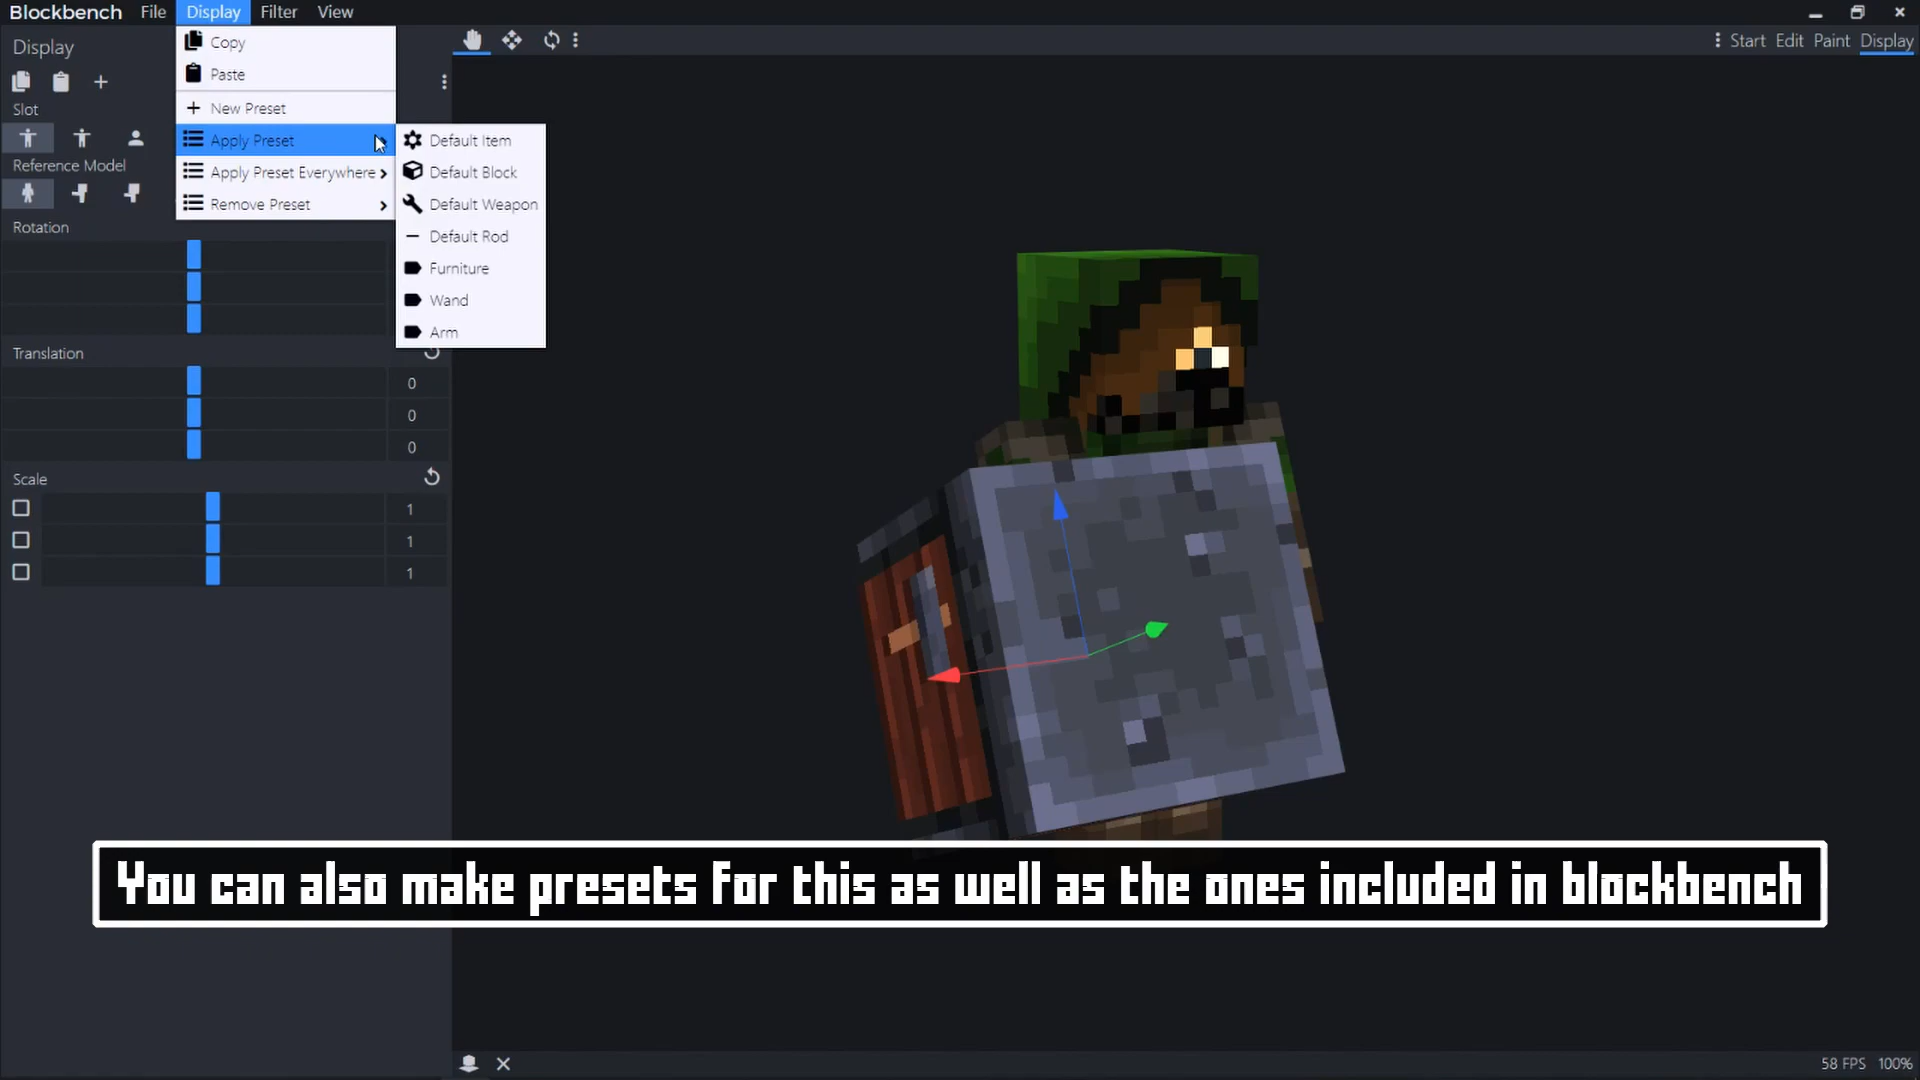 Blockbench File Display Filter View
Display
Start Edit Paint Display
Copy
Paste
New Preset
Apply Preset
Apply Preset Everywhere
Remove Preset
Default Item
Default Block
Default Weapon
Default Rod
Furniture
Wand
Arm
Slot
Reference Model
Rotation
Translation
0
0
0
Scale
1
1
1
You can also make presets for this as well as the ones included in blockbench
58 FPS 100%